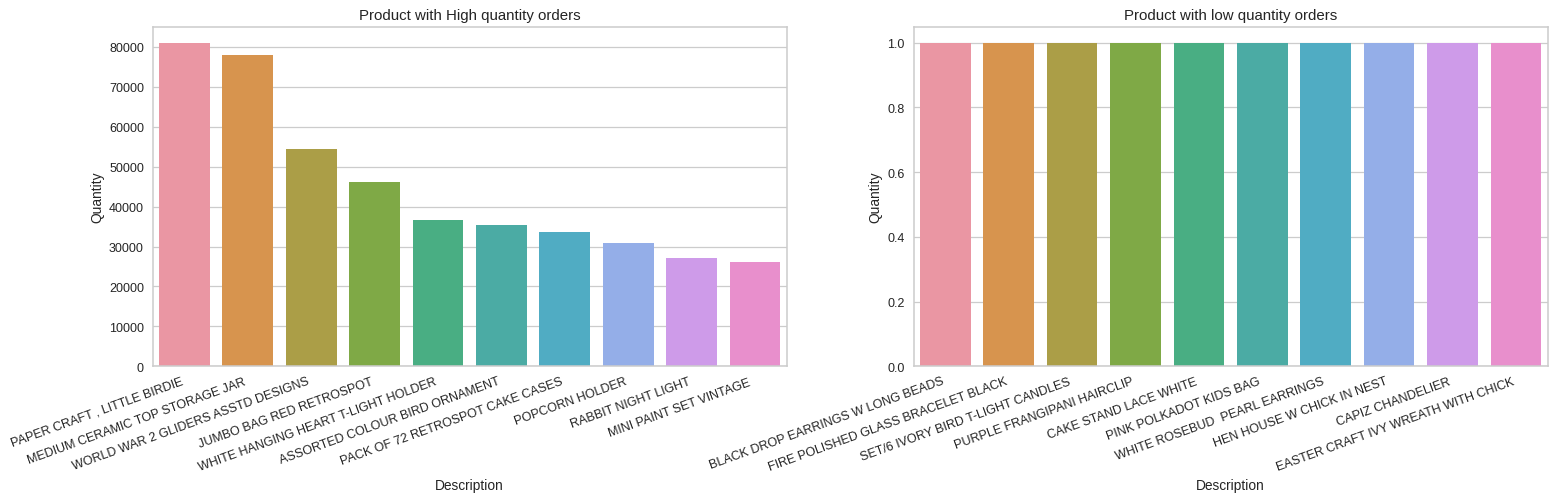 Product with High quantity orders
Quantity
80000
70000
60000
50000
40000
30000
20000
10000
0
PAPER CRAFT , LITTLE BIRDIE
MEDIUM CERAMIC TOP STORAGE JAR
WORLD WAR 2 GLIDERS ASSTD DESIGNS
JUMBO BAG RED RETROSPOT
WHITE HANGING HEART T-LIGHT HOLDER
ASSORTED COLOUR BIRD ORNAMENT
PACK OF 72 RETROSPOT CAKE CASES
POPCORN HOLDER
RABBIT NIGHT LIGHT
MINI PAINT SET VINTAGE
Description
Product with low quantity orders
Quantity
1.0
0.8
0.6
0.4
0.2
0.0
BLACK DROP EARRINGS W LONG BEADS
FIRE POLISHED GLASS BRACELET BLACK
SET/6 IVORY BIRD T-LIGHT CANDLES
PURPLE FRANGIPANI HAIRCLIP
CAKE STAND LACE WHITE
PINK POLKADOT KIDS BAG
WHITE ROSEBUD  PEARL EARRINGS
HEN HOUSE W CHICK IN NEST
CAPIZ CHANDELIER
EASTER CRAFT IVY WREATH WITH CHICK
Description